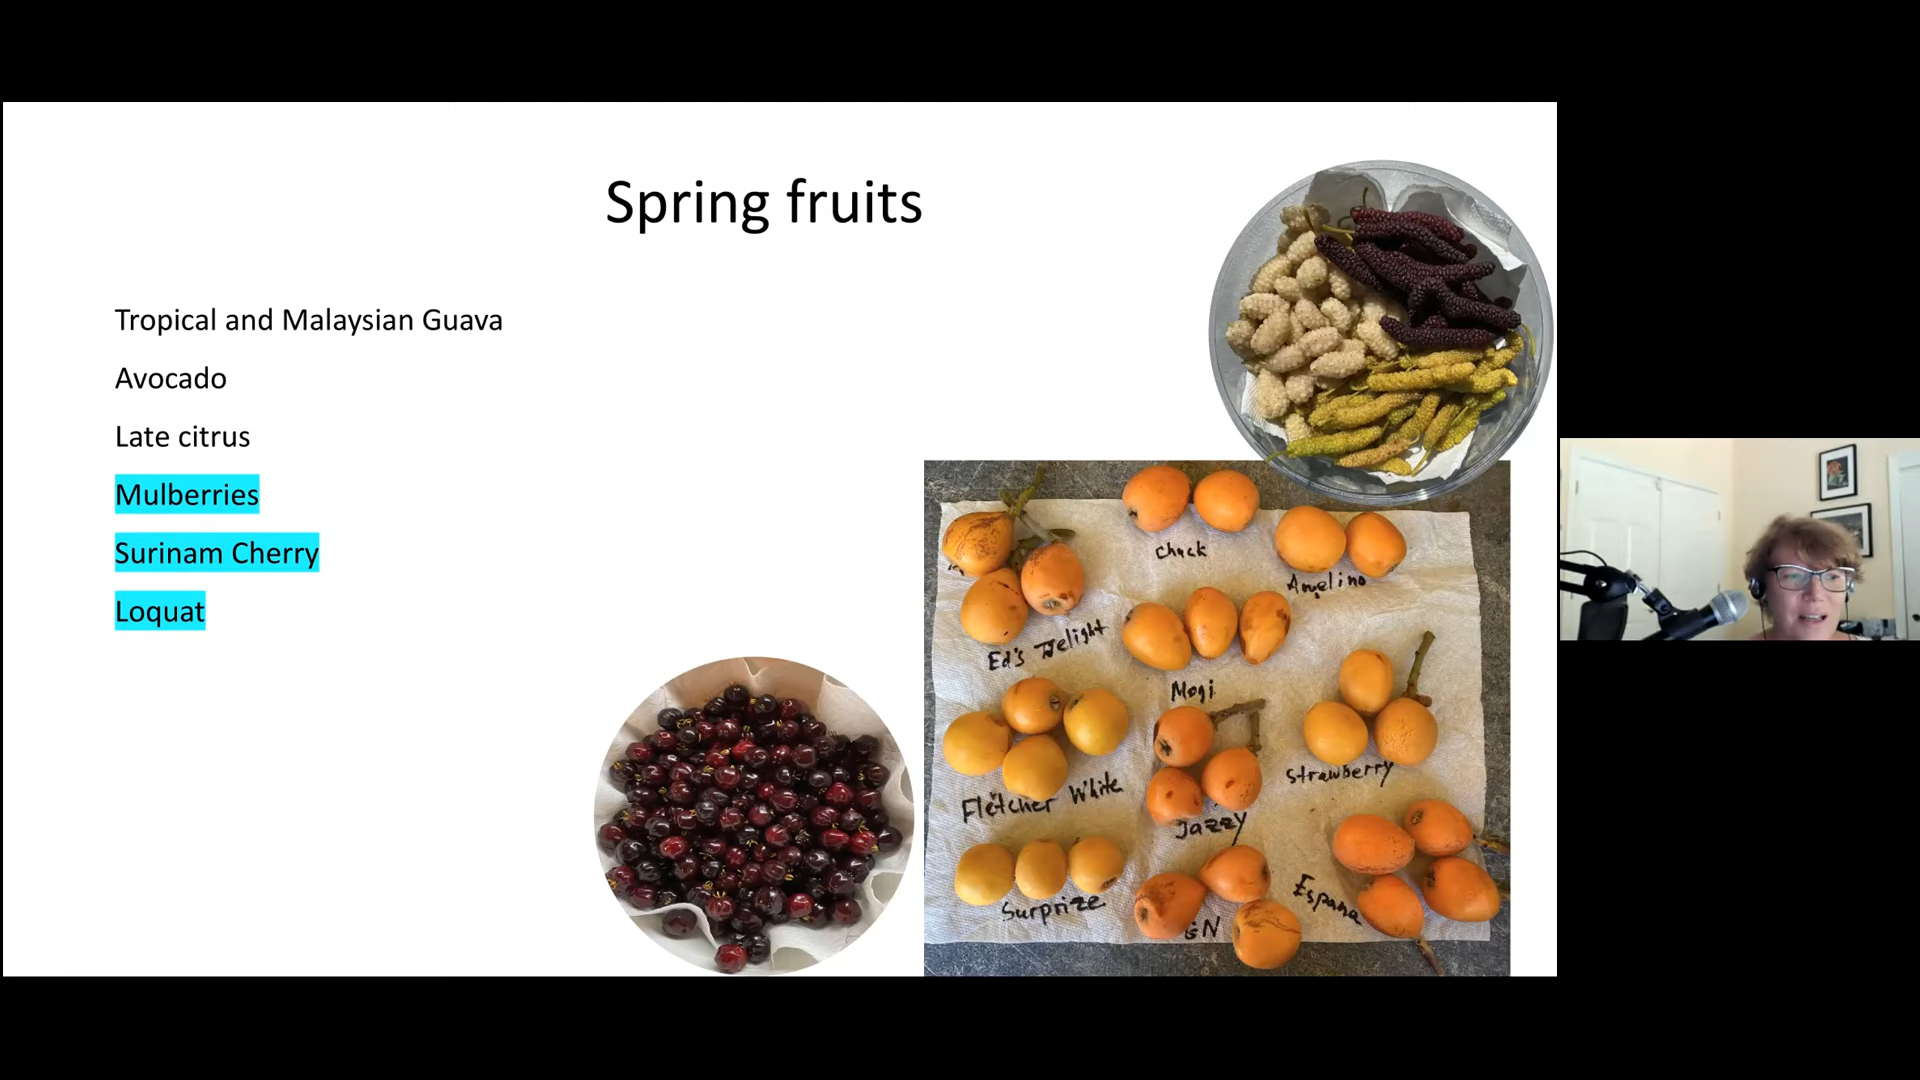 Spring fruits
Tropical and Malaysian Guava
Avocado
Late citrus
Mulberries
Surinam Cherry
Loquat
Chuck
Angelino
Ed's Delight
Mogi
Strawberry
Fletcher White
Jazzy
Surprize
GN
Espana